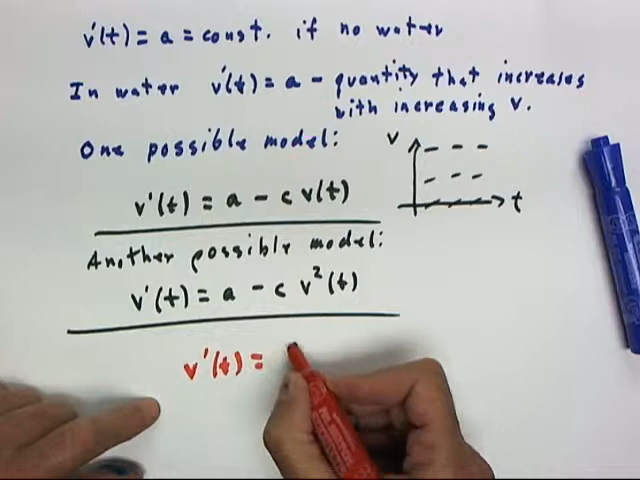 v'(t) = a = const. if no water
In water v'(t) = a - quantity that increases
with increasing v.
One possible model:
v
t
v'(t) = a - c v(t)
Another possible model:
v'(t) = a - c v²(t)
v'(t) =